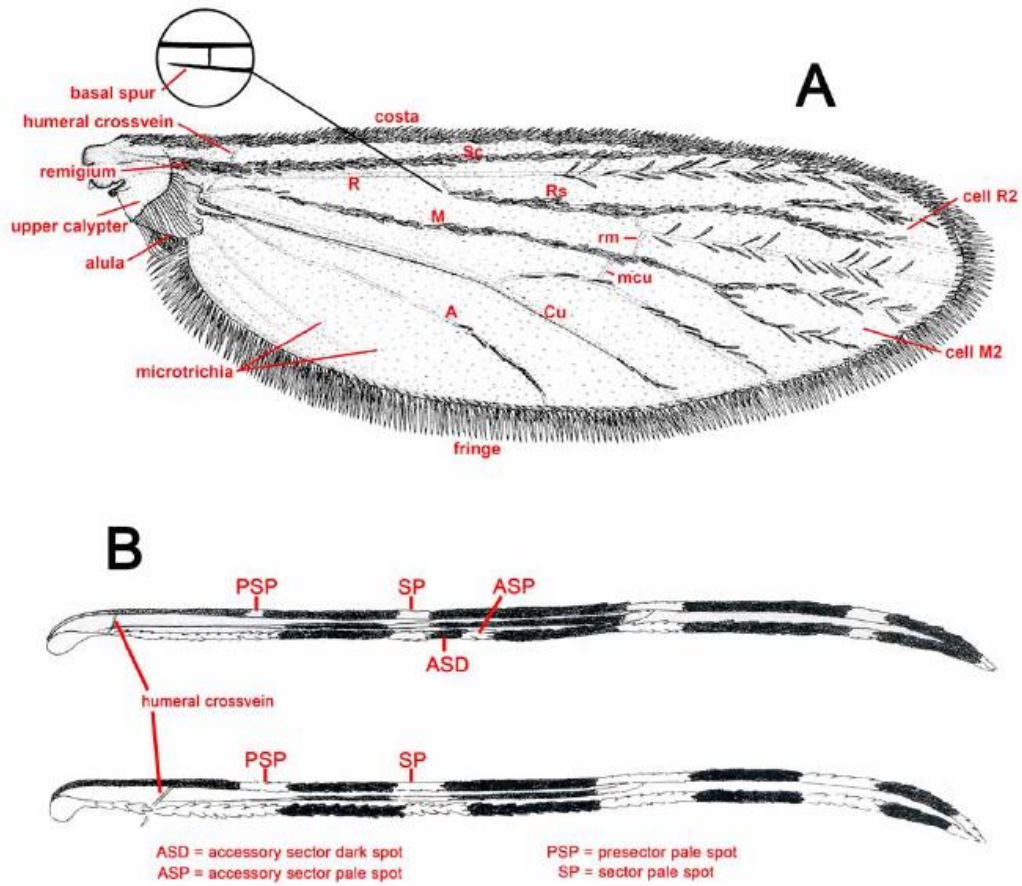 A
basal spur
humeral crossvein
costa
remigium
Sc
R
Rs
cell R2
M
upper calypter
rm
alula
mcu
A
Cu
microtrichia
cell M2
fringe
B
PSP
SP
ASP
ASD
humeral crossvein
PSP
SP
ASD = accessory sector dark spot
ASP = accessory sector pale spot
PSP = presector pale spot
SP = sector pale spot